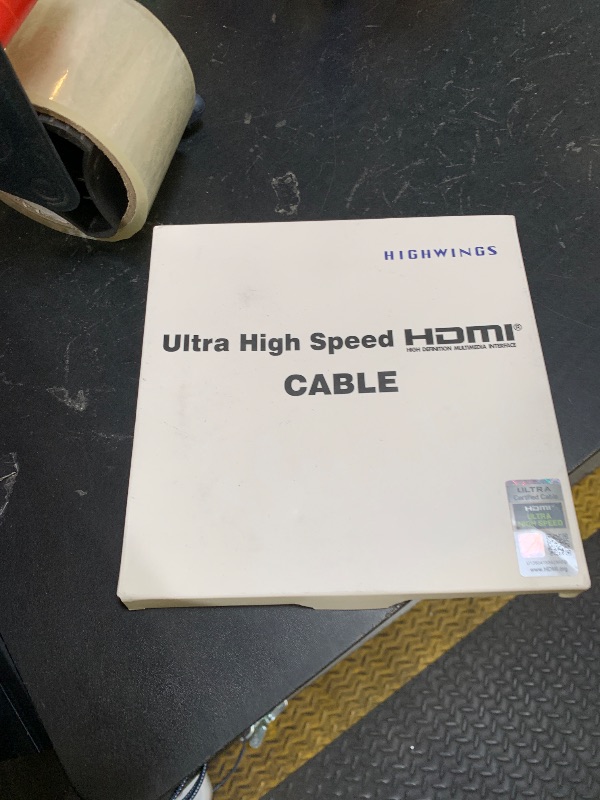 HIGHWINGS
Ultra High Speed HDMI®
HIGH DEFINITION MULTIMEDIA INTERFACE
CABLE
ULTRA
Certified Cable
HDMI
ULTRA
HIGH SPEED